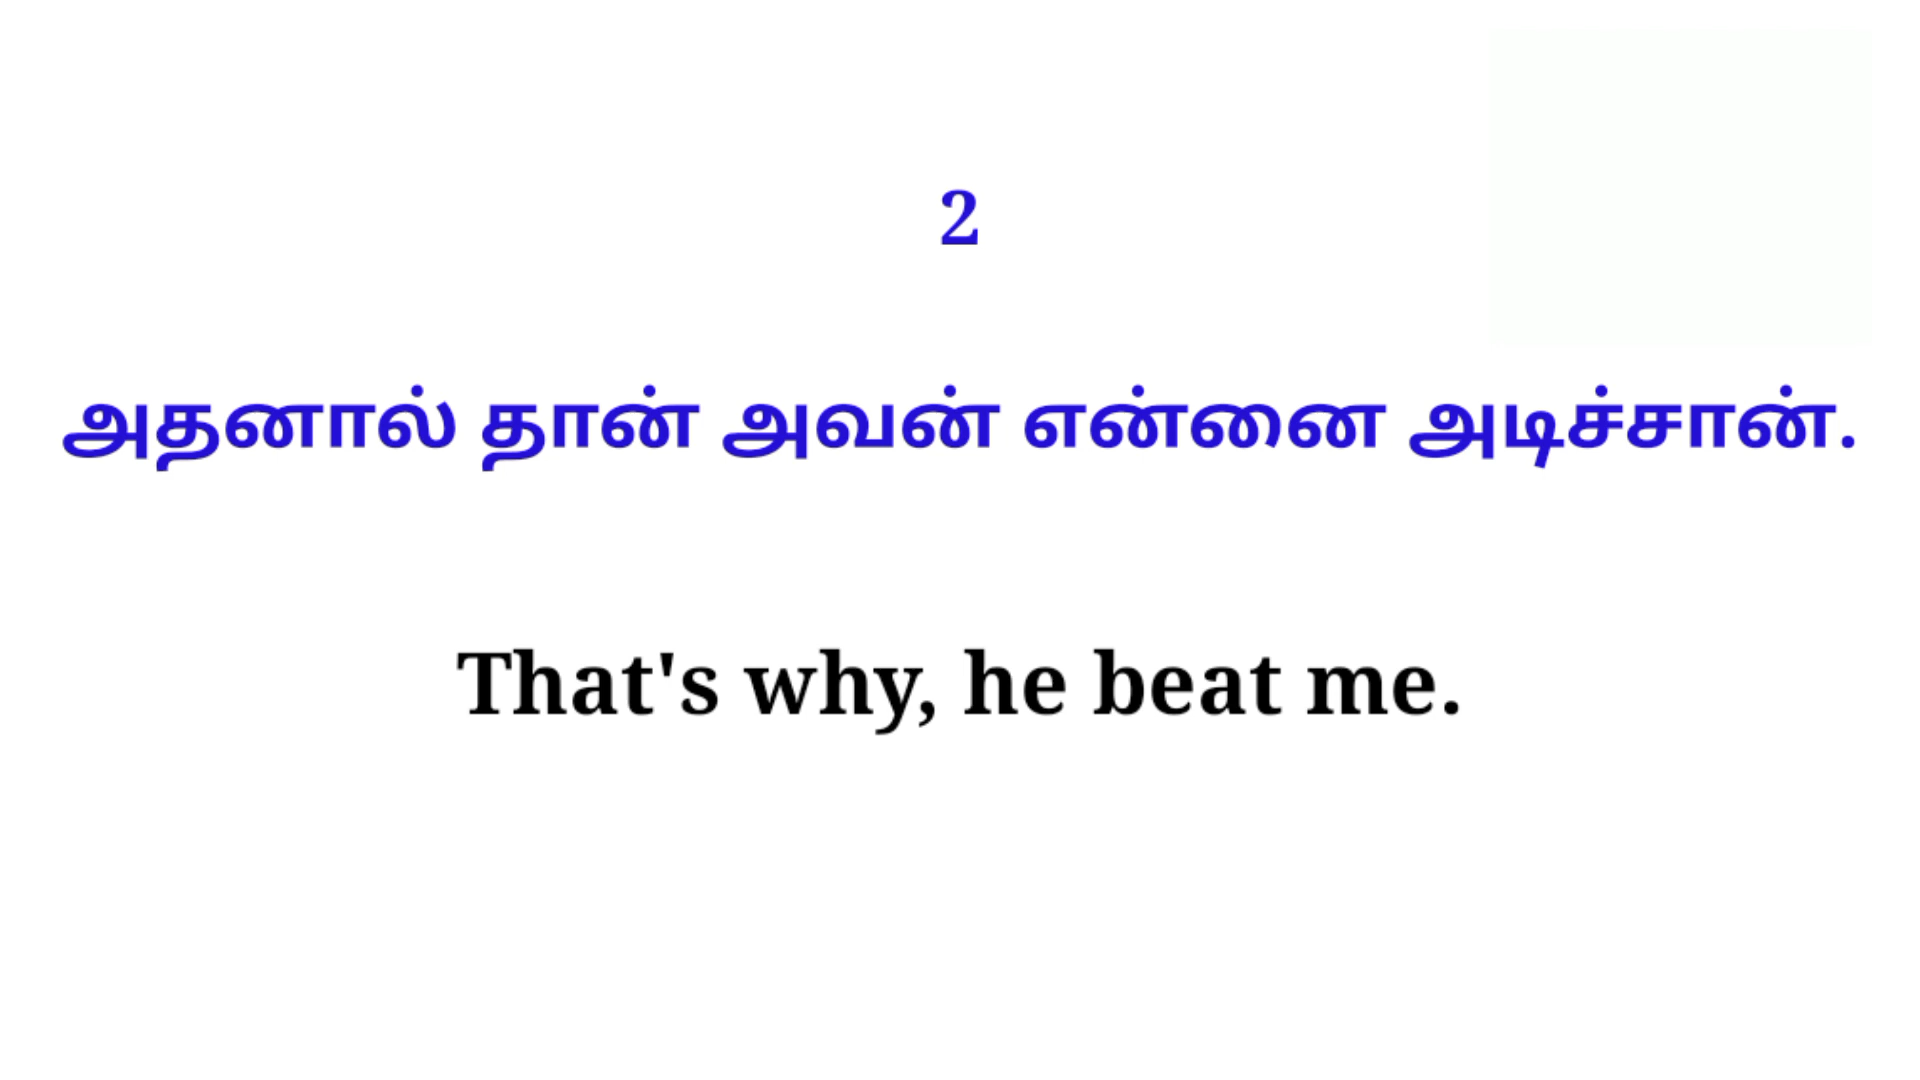 2
அதனால் தான் அவன் என்னை அடிச்சான்.
That's why, he beat me.